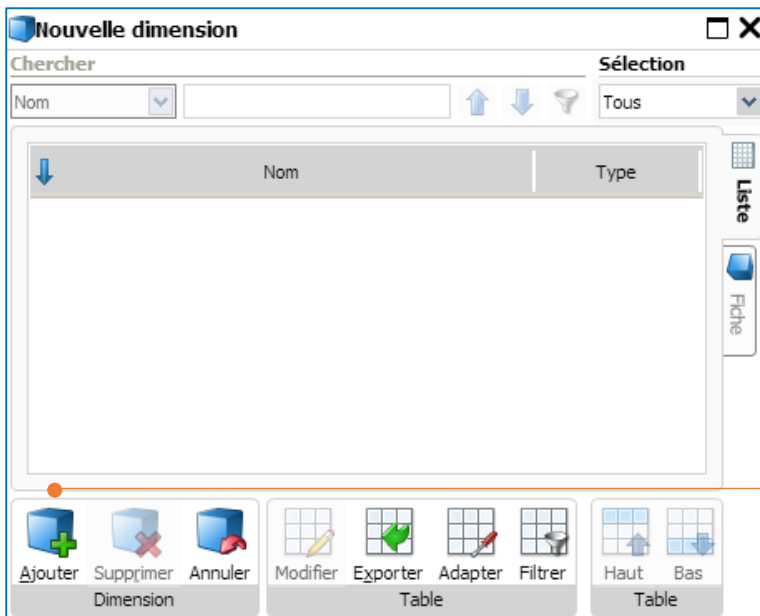 Nouvelle dimension
Chercher
Sélection
Nom
Tous
Nom
Type
Liste
Fiche
Ajouter
Supprimer
Annuler
Modifier
Exporter
Adapter
Filtrer
Haut
Bas
Dimension
Table
Table